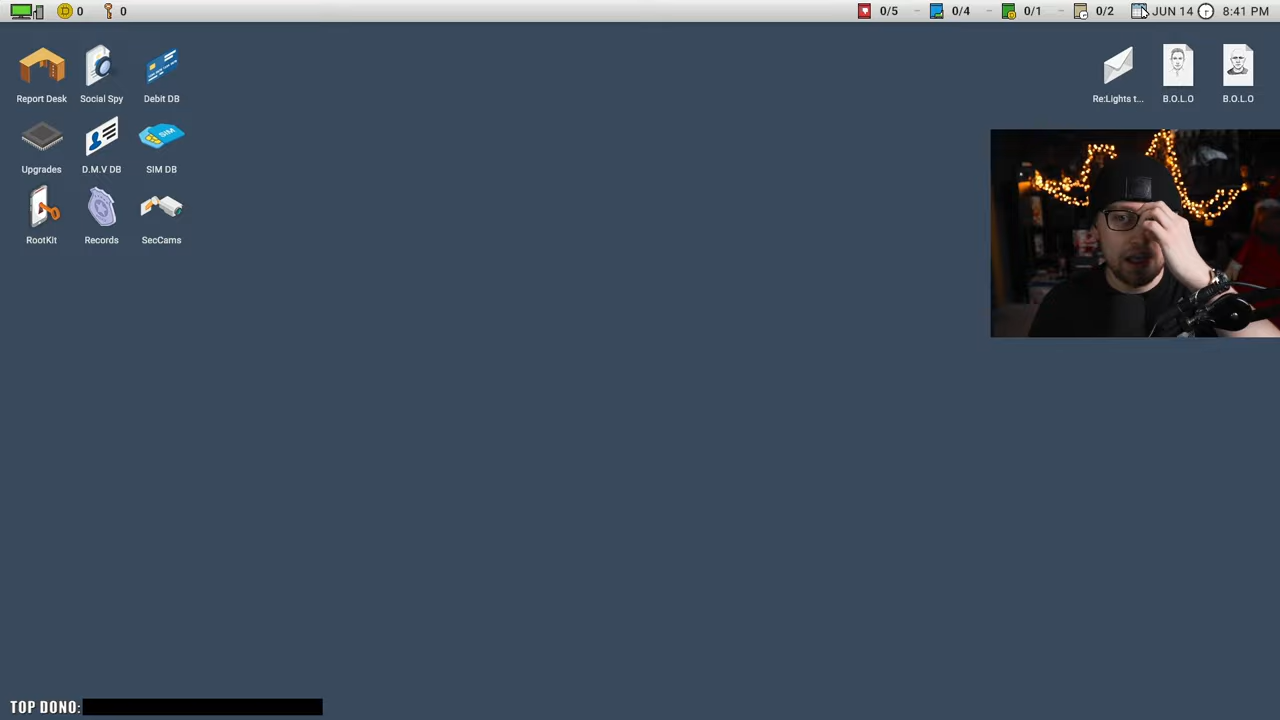 0 0 0/5 0/4 0/1 0/2 JUN 14 8:41 PM
Report Desk Social Spy Debit DB Re:Lights t... B.O.L.O B.O.L.O
Upgrades D.M.V DB SIM DB
RootKit Records SecCams
TOP DONO: